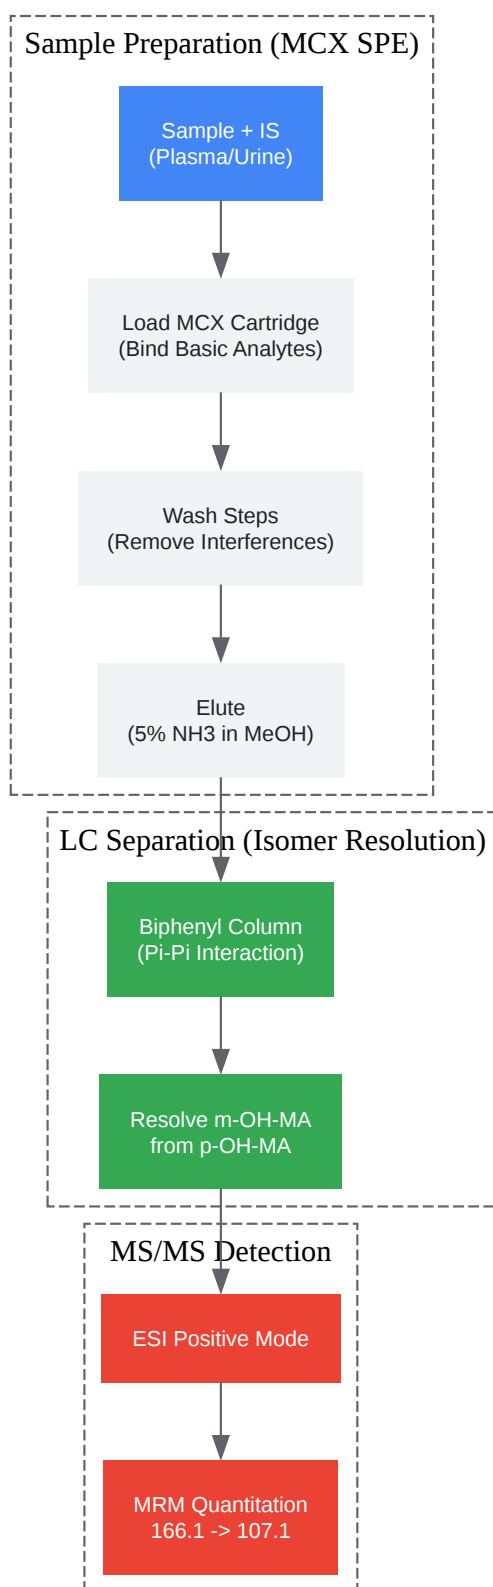 Sample Preparation (MCX SPE)
Sample + IS
(Plasma/Urine)
Load MCX Cartridge
(Bind Basic Analytes)
Wash Steps
(Remove Interferences)
Elute
(5% NH3 in MeOH)
LC Separation (Isomer Resolution)
Biphenyl Column
(Pi-Pi Interaction)
Resolve m-OH-MA
from p-OH-MA
MS/MS Detection
ESI Positive Mode
MRM Quantitation
166.1 -> 107.1